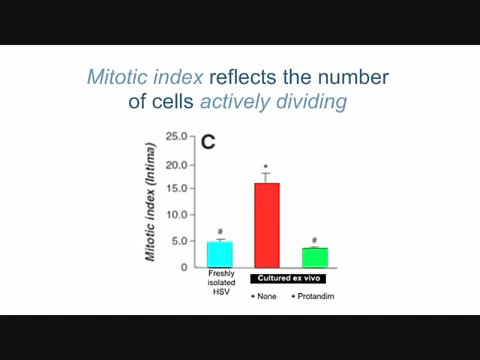 Mitotic index reflects the number
of cells actively dividing
C
Mitotic index (Intima)
25.0
20.0
15.0
10.0
5.0
0
#
*
#
Freshly
isolated
HSV
Cultured ex vivo
+ None
+ Protandim